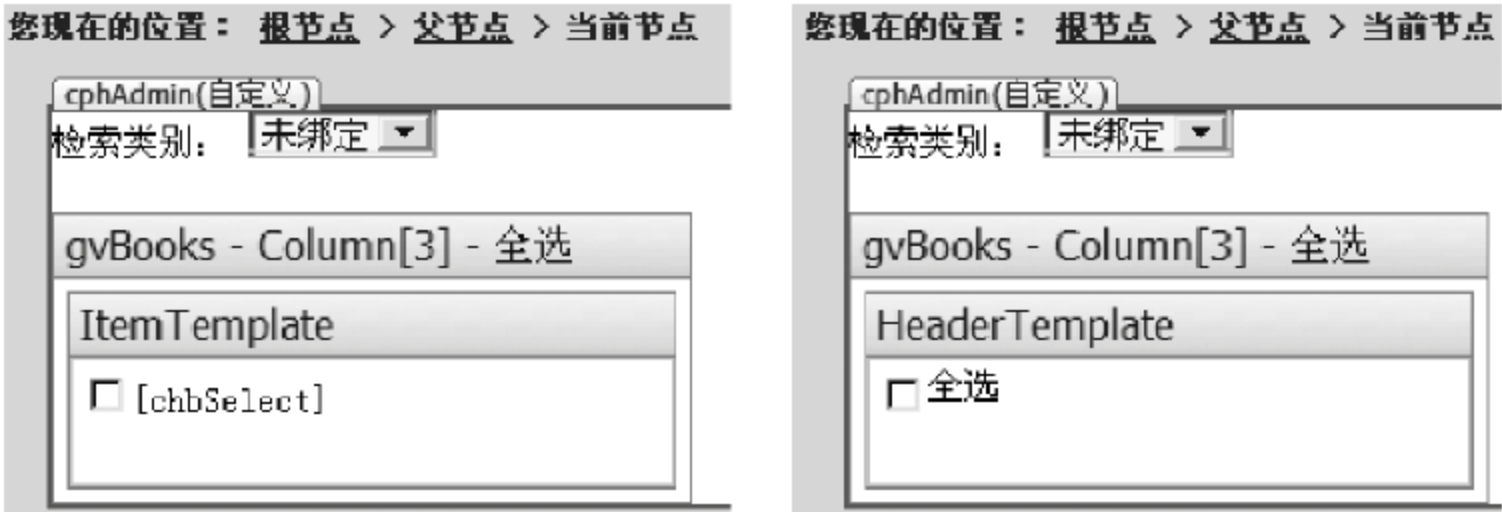 您现在的位置： 根节点 > 父节点 > 当前节点
cphAdmin(自定义)
检索类别： 未绑定
gvBooks - Column[3] - 全选
ItemTemplate
[chbSelect]
您现在的位置： 根节点 > 父节点 > 当前节点
cphAdmin(自定义)
检索类别： 未绑定
gvBooks - Column[3] - 全选
HeaderTemplate
全选